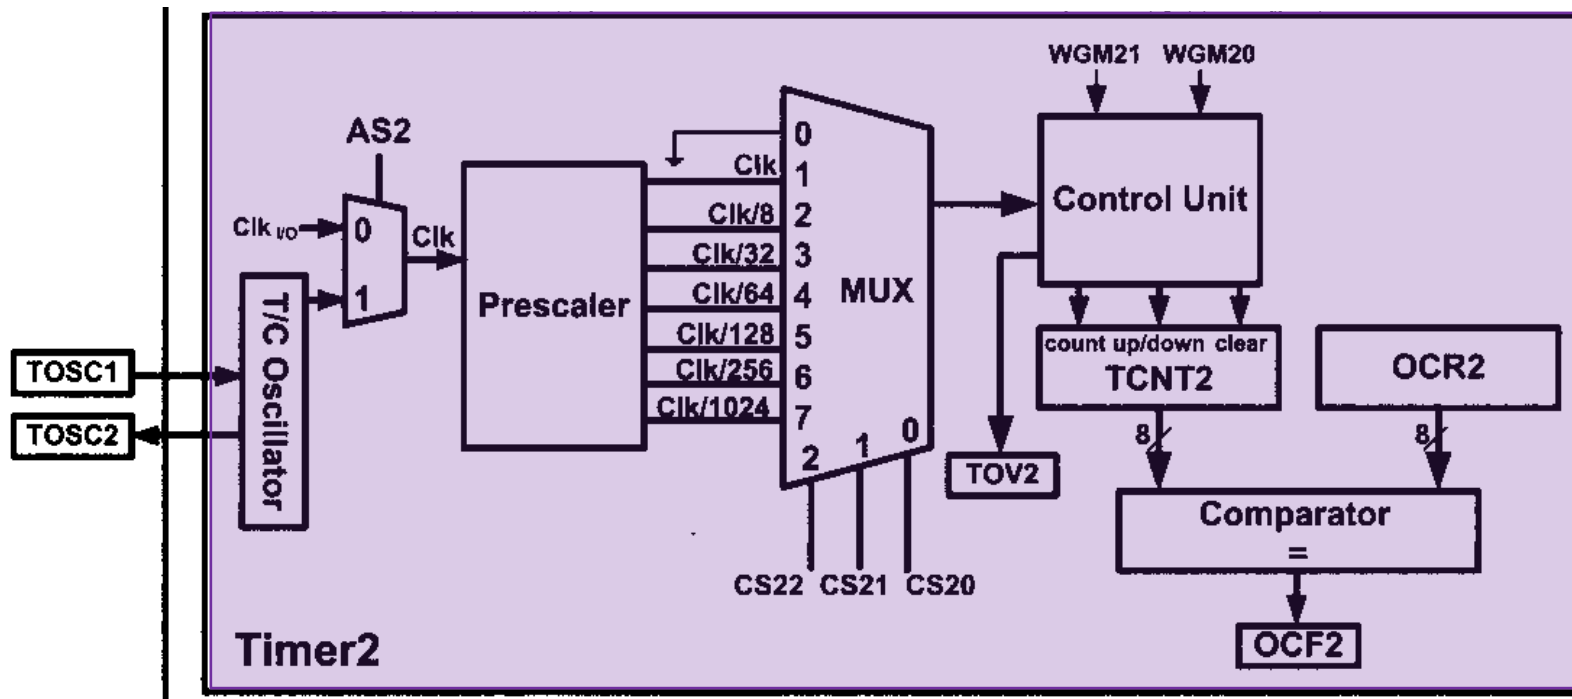 WGM21 WGM20
AS2
0
Clk
1
Clk I/O
0
Clk
1
Prescaler
Clk/8
2
Clk/32
3
Clk/64
4
Clk/128
5
Clk/256
6
Clk/1024
7
MUX
2 1 0
CS22 CS21 CS20
Control Unit
T/C Oscillator
TOSC1
TOSC2
count up/down clear
TCNT2
OCR2
8
8
TOV2
Comparator
=
OCF2
Timer2